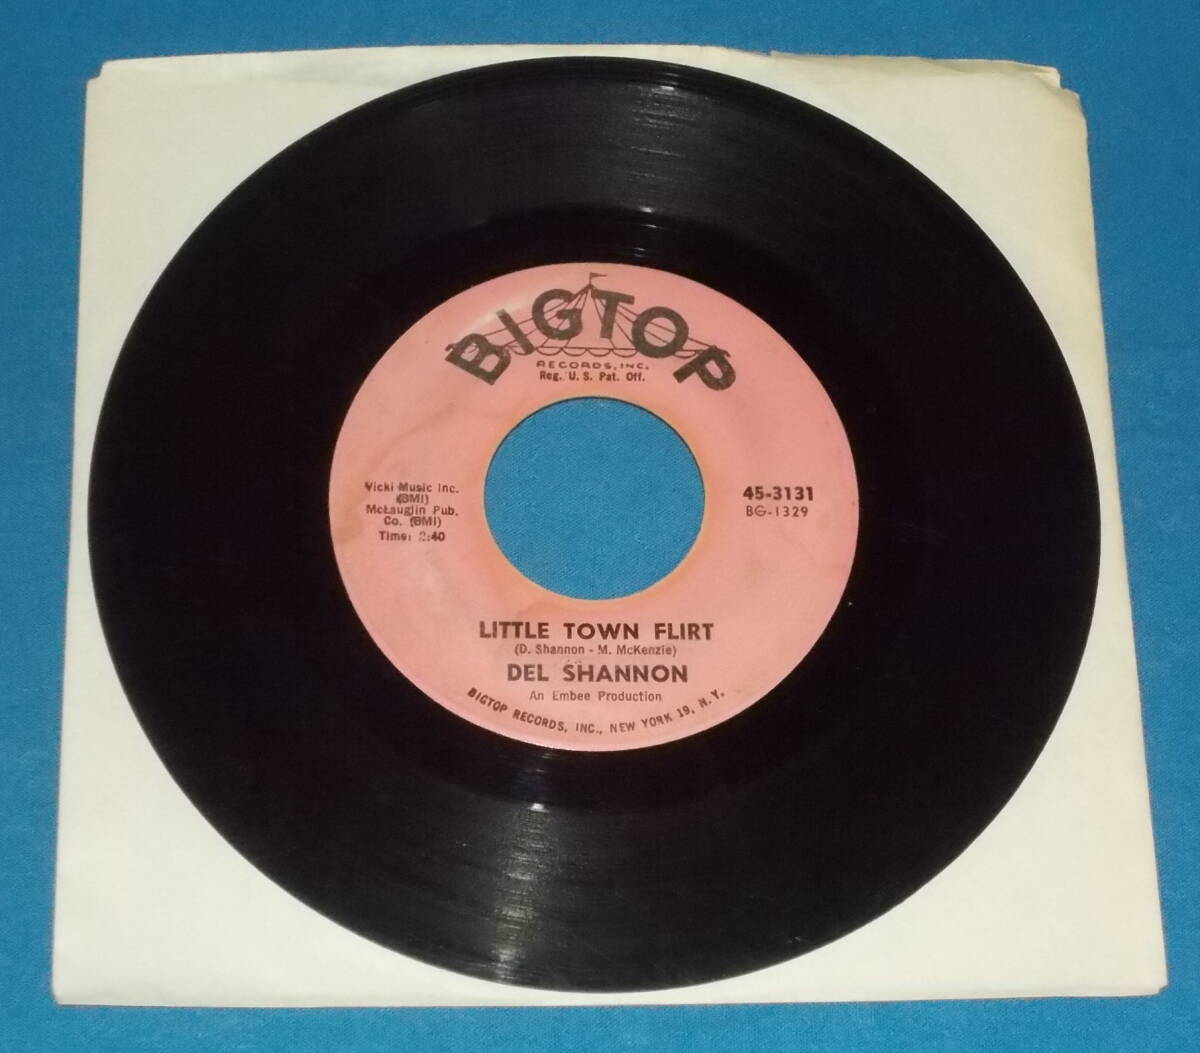 BIGTOP
RECORDS, INC.
Reg. U. S. Pat. Off.
Vicki Music Inc.
(BMI)
McLauglin Pub.
Co. (BMI)
Time: 2:40
45-3131
BG-1329
LITTLE TOWN FLIRT
(D. Shannon - M. McKenzie)
DEL SHANNON
An Embee Production
BIGTOP RECORDS, INC., NEW YORK 19, N.Y.